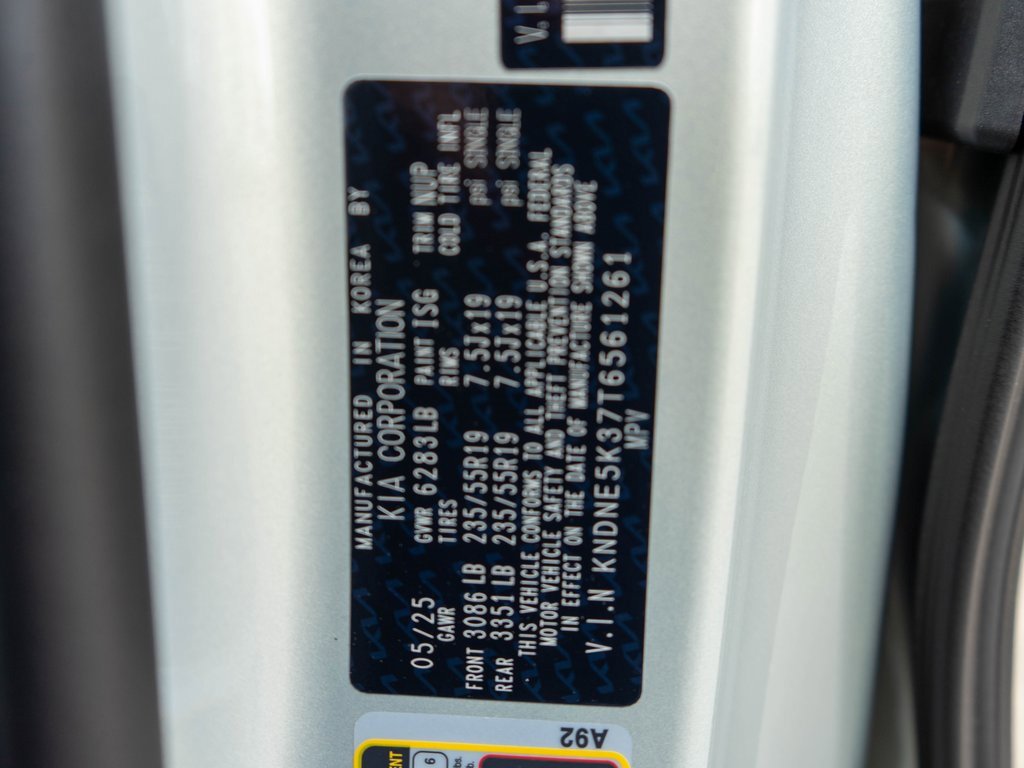 V.I
MANUFACTURED IN KOREA BY
KIA CORPORATION
05/25 GVWR 6283LB PAINT ISG TRIM NUP
GAWR TIRES RIMS COLD TIRE INFL
FRONT 3086 LB 235/55R19 7.5Jx19 psi SINGLE
REAR 3351 LB 235/55R19 7.5Jx19 psi SINGLE
THIS VEHICLE CONFORMS TO ALL APPLICABLE U.S.A. FEDERAL
MOTOR VEHICLE SAFETY AND THEFT PREVENTION STANDARDS
IN EFFECT ON THE DATE OF MANUFACTURE SHOWN ABOVE
V.I.N KNDNE5K37T6561261
MPV
A92
6